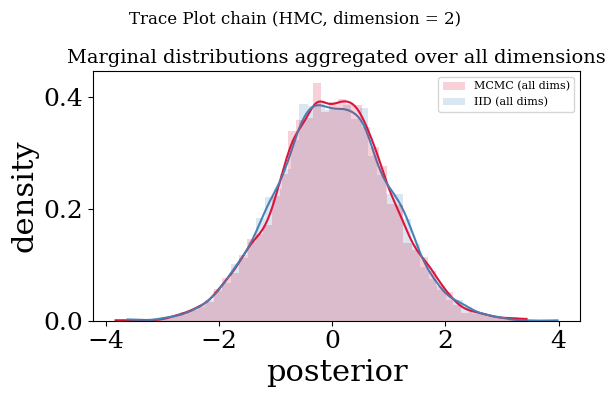 Trace Plot chain (HMC, dimension = 2)
Marginal distributions aggregated over all dimensions
MCMC (all dims)
IID (all dims)
density
0.4
0.2
0.0
−4 −2 0 2 4
posterior